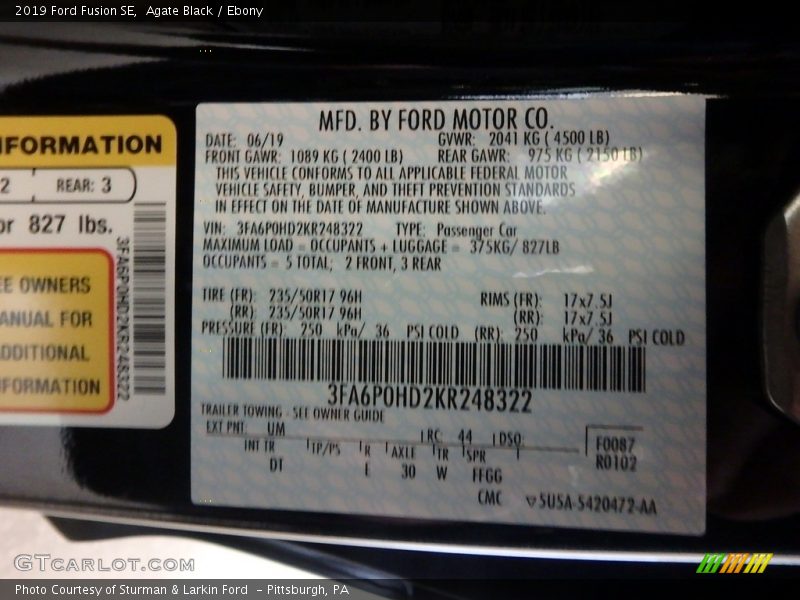 2019 Ford Fusion SE,  Agate Black / Ebony
NFORMATION
2 REAR: 3
or 827 lbs.
EE OWNERS
ANUAL FOR
ADDITIONAL
NFORMATION
3FA6P0HD2KR248322
MFD. BY FORD MOTOR CO.
DATE: 06/19 GVWR: 2041 KG ( 4500 LB)
FRONT GAWR: 1089 KG ( 2400 LB) REAR GAWR: 975 KG ( 2150 LB)
THIS VEHICLE CONFORMS TO ALL APPLICABLE FEDERAL MOTOR
VEHICLE SAFETY, BUMPER, AND THEFT PREVENTION STANDARDS
IN EFFECT ON THE DATE OF MANUFACTURE SHOWN ABOVE.
VIN: 3FA6P0HD2KR248322 TYPE: Passenger Car
MAXIMUM LOAD = OCCUPANTS + LUGGAGE = 375KG/ 827LB
OCCUPANTS = 5 TOTAL; 2 FRONT, 3 REAR
TIRE (FR): 235/50R17 96H RIMS (FR): 17x7.5J
(RR): 235/50R17 96H (RR): 17x7.5J
PRESSURE (FR): 250 kPa/ 36 PSI COLD (RR): 250 kPa/ 36 PSI COLD
3FA6P0HD2KR248322
TRAILER TOWING - SEE OWNER GUIDE
EXT PNT: UM RC: 44 DSO:
INT TR TP/PS R AXLE TR SPR
DT E 30 W FFGG
F0087
R0102
CMC ▽5U5A-5420472-AA
GTCARLOT.COM
Photo Courtesy of Sturman & Larkin Ford  - Pittsburgh, PA